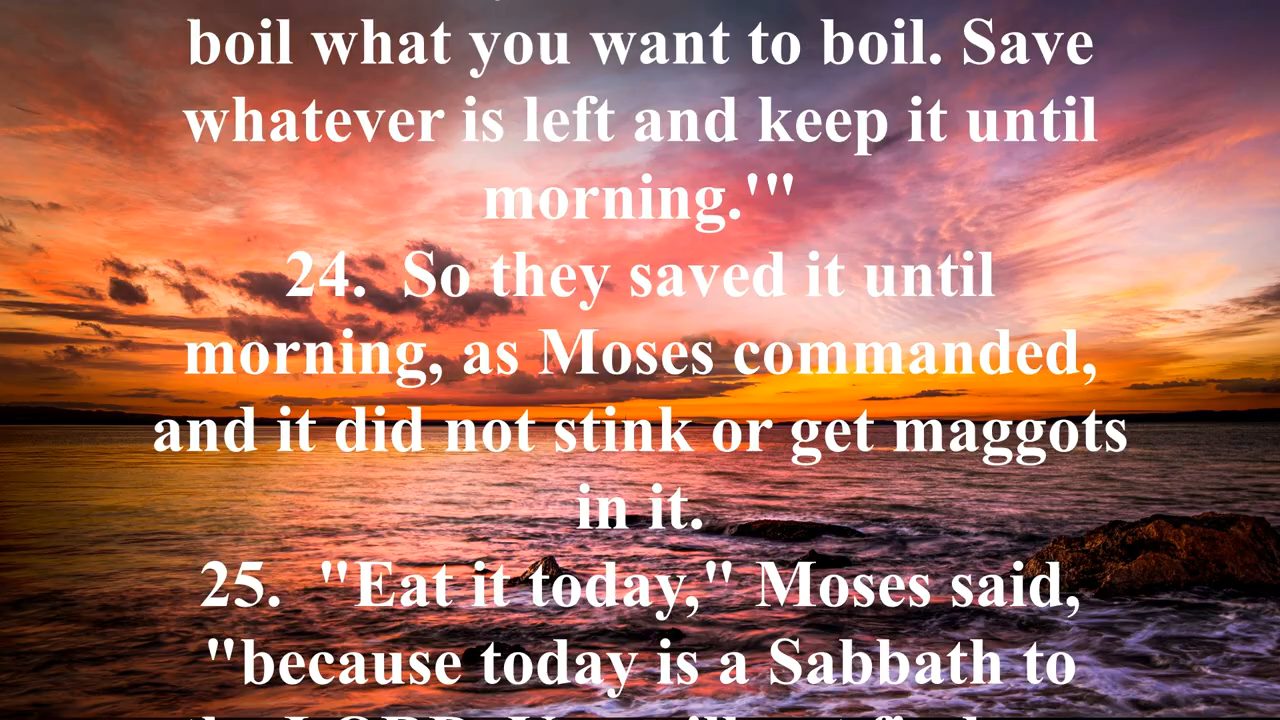 boil what you want to boil. Save
whatever is left and keep it until
morning.'"
24.  So they saved it until
morning, as Moses commanded,
and it did not stink or get maggots
in it.
25.  "Eat it today," Moses said,
"because today is a Sabbath to